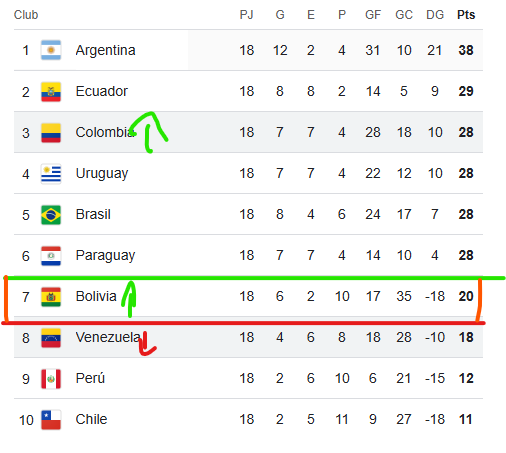 Club PJ G E P GF GC DG Pts
1 Argentina 18 12 2 4 31 10 21 38
2 Ecuador 18 8 8 2 14 5 9 29
3 Colombia 18 7 7 4 28 18 10 28
4 Uruguay 18 7 7 4 22 12 10 28
5 Brasil 18 8 4 6 24 17 7 28
6 Paraguay 18 7 7 4 14 10 4 28
7 Bolivia 18 6 2 10 17 35 -18 20
8 Venezuela 18 4 6 8 18 28 -10 18
9 Perú 18 2 6 10 6 21 -15 12
10 Chile 18 2 5 11 9 27 -18 11